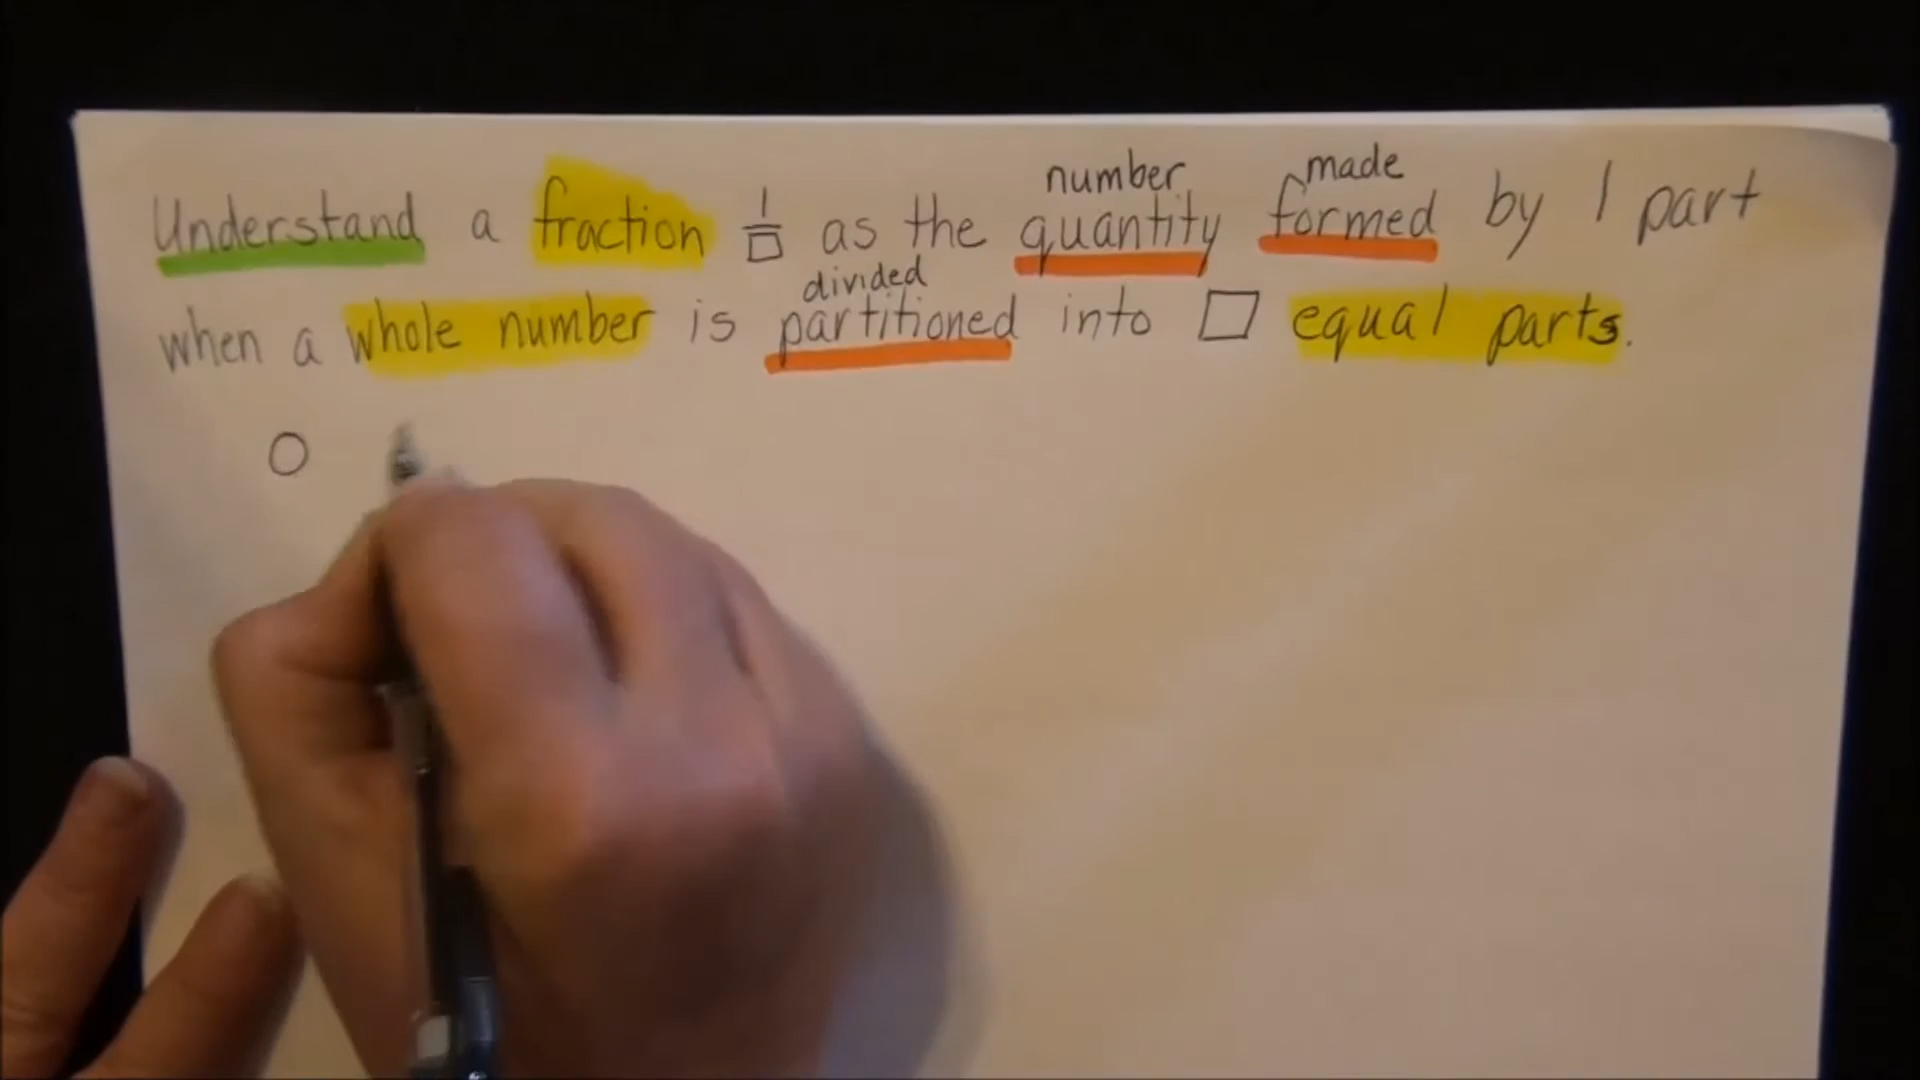 number made
Understand a fraction 1/□ as the quantity formed by 1 part
divided
when a whole number is partitioned into □ equal parts.
0